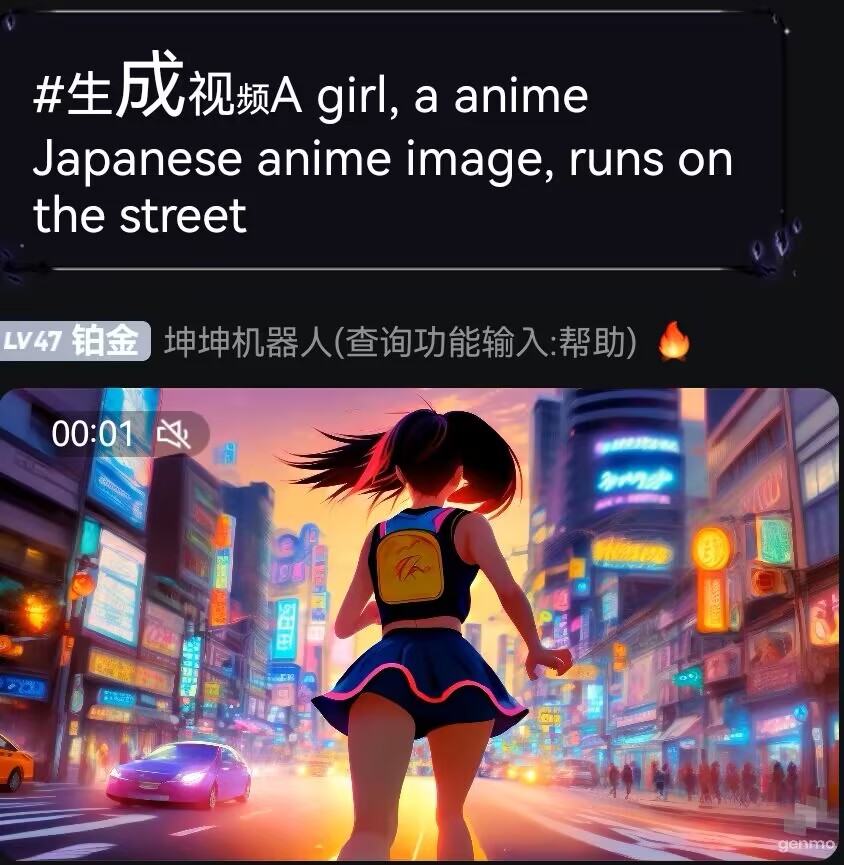 #生成视频A girl, a anime
Japanese anime image, runs on
the street
LV47 铂金 坤坤机器人(查询功能输入:帮助) 🔥
00:01
genmo